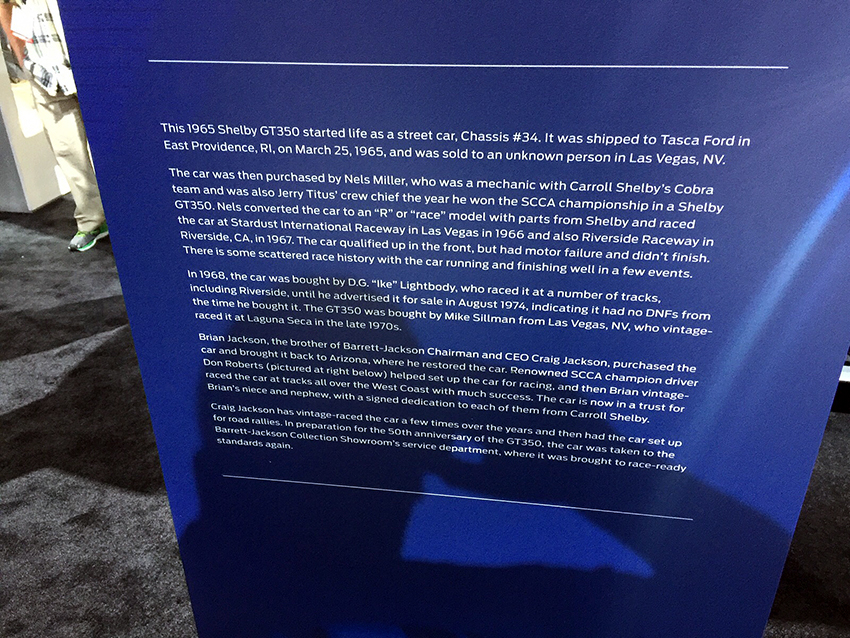 This 1965 Shelby GT350 started life as a street car, Chassis #34. It was shipped to Tasca Ford in
East Providence, RI, on March 25, 1965, and was sold to an unknown person in Las Vegas, NV.
The car was then purchased by Nels Miller, who was a mechanic with Carroll Shelby's Cobra
team and was also Jerry Titus' crew chief the year he won the SCCA championship in a Shelby
GT350. Nels converted the car to an "R" or "race" model with parts from Shelby and raced
the car at Stardust International Raceway in Las Vegas in 1966 and also Riverside Raceway in
Riverside, CA, in 1967. The car qualified up in the front, but had motor failure and didn't finish.
There is some scattered race history with the car running and finishing well in a few events.
In 1968, the car was bought by D.G. "Ike" Lightbody, who raced it at a number of tracks,
including Riverside, until he advertised it for sale in August 1974, indicating it had no DNFs from
the time he bought it. The GT350 was bought by Mike Sillman from Las Vegas, NV, who vintage-
raced it at Laguna Seca in the late 1970s.
Brian Jackson, the brother of Barrett-Jackson Chairman and CEO Craig Jackson, purchased the
car and brought it back to Arizona, where he restored the car. Renowned SCCA champion driver
Don Roberts (pictured at right below) helped set up the car for racing, and then Brian vintage-
raced the car at tracks all over the West Coast with much success. The car is now in a trust for
Brian's niece and nephew, with a signed dedication to each of them from Carroll Shelby.
Craig Jackson has vintage-raced the car a few times over the years and then had the car set up
for road rallies. In preparation for the 50th anniversary of the GT350, the car was taken to the
Barrett-Jackson Collection Showroom's service department, where it was brought to race-ready
standards again.